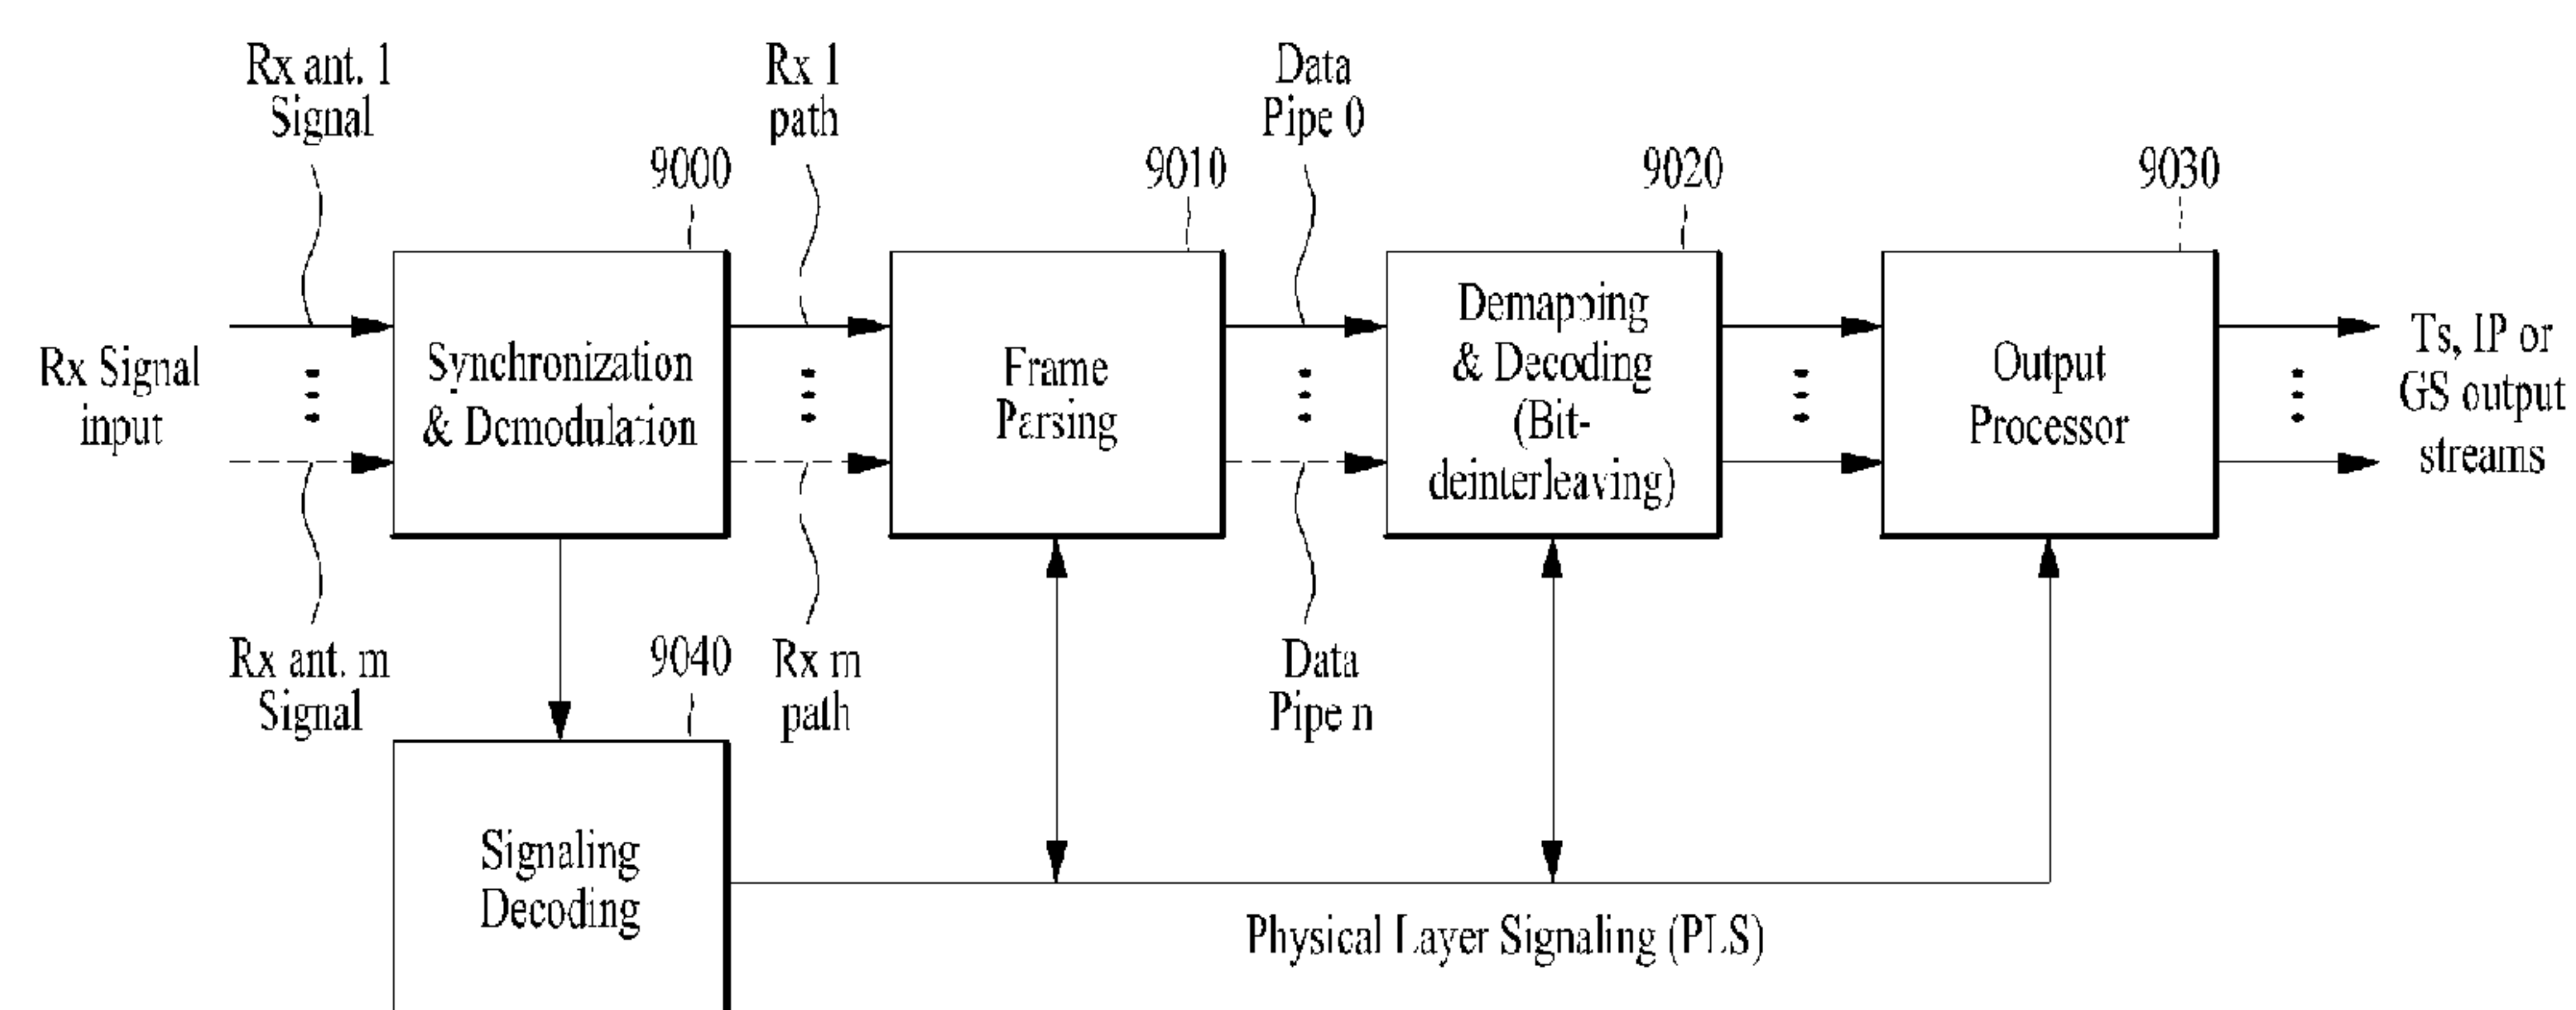 Rx ant. 1
Signal
Rx 1
path
Data
Pipe 0
9000
9010
9020
9030
Rx Signal
input
Synchronization
& Demodulation
Frame
Parsing
Demapping
& Decoding
(Bit-
deinterleaving)
Output
Processor
Ts, IP or
GS output
streams
Rx ant. m
Signal
9040
Rx m
path
Data
Pipe n
Signaling
Decoding
Physical Layer Signaling (PLS)